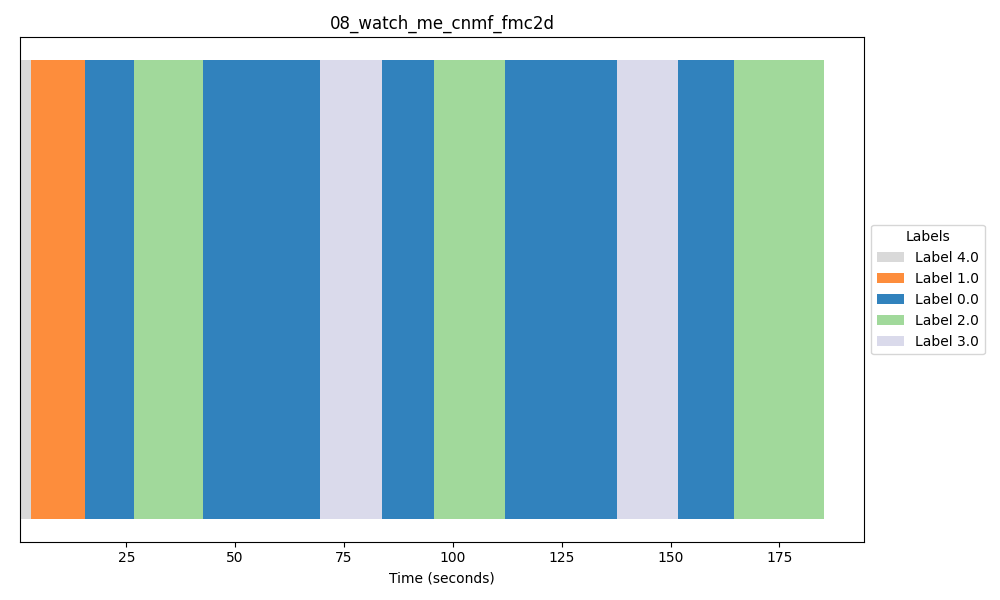 08_watch_me_cnmf_fmc2d
Labels
Label 4.0
Label 1.0
Label 0.0
Label 2.0
Label 3.0
25 50 75 100 125 150 175
Time (seconds)